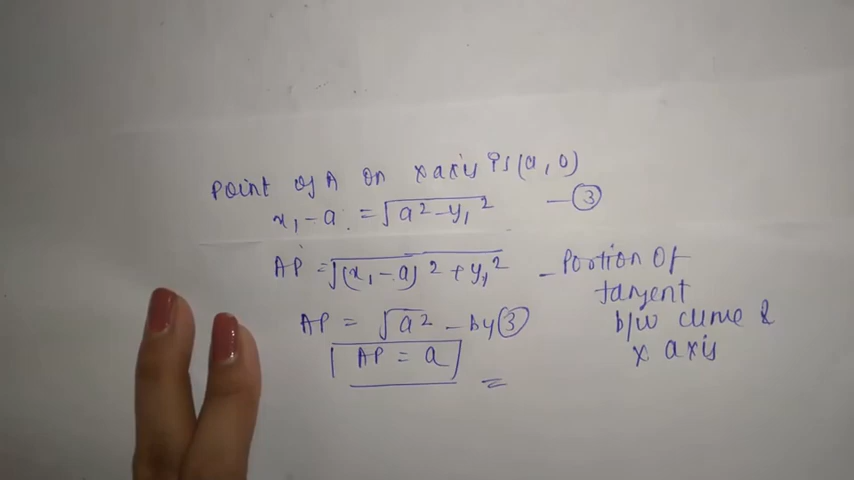 Point of A on x axis is (a, 0)
x₁ - a = √a² - y₁² — ③
AP = √(x₁ - a)² + y₁² - Portion of
tangent
b/w curve &
x axis
AP = √a² - by ③
AP = a